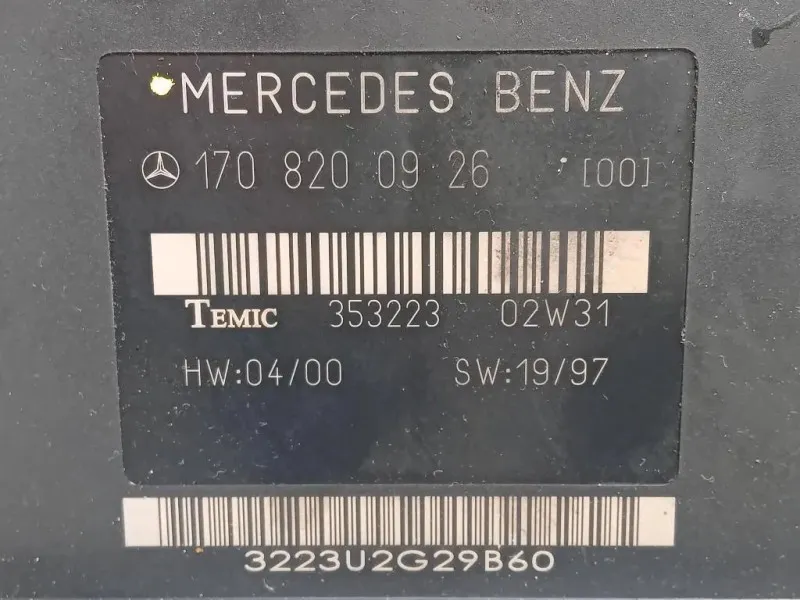 MERCEDES BENZ
170 820 09 26 [00]
TEMIC 353223 02W31
HW:04/00 SW:19/97
3223U2G29B60